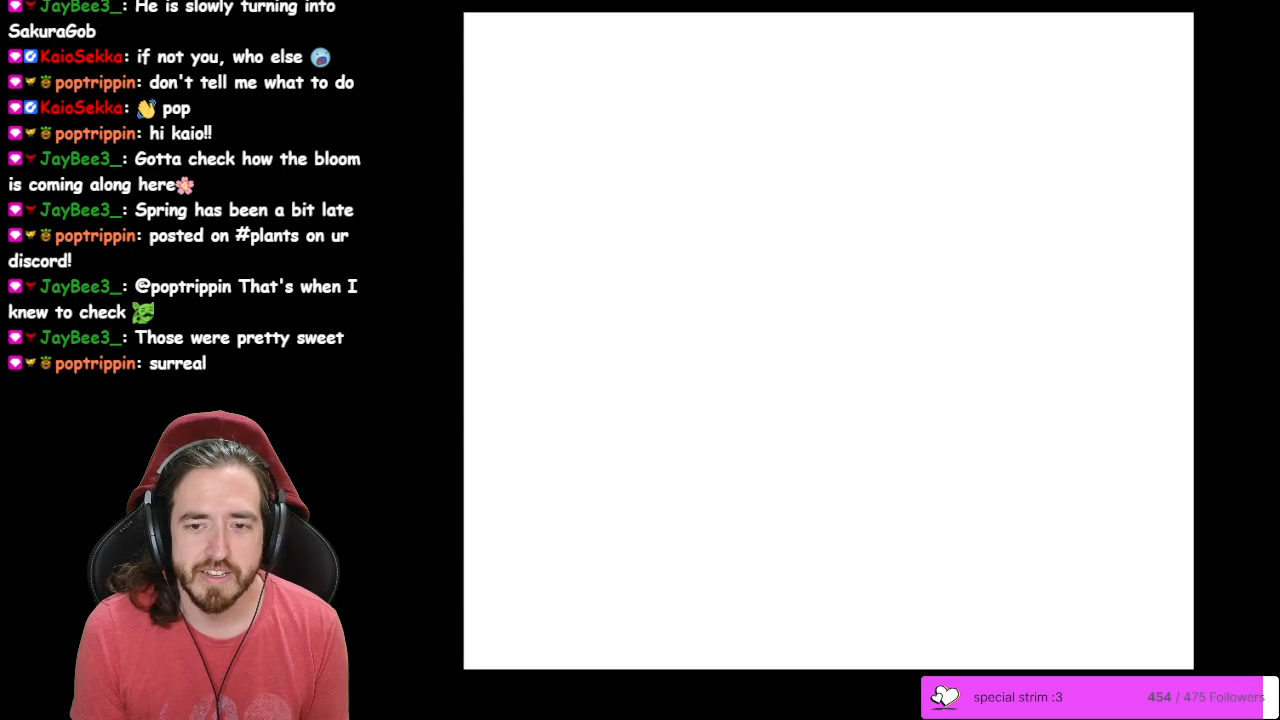 JayBee3_: He is slowly turning into
SakuraGob
KaioSekka: if not you, who else
poptrippin: don't tell me what to do
KaioSekka: pop
poptrippin: hi kaio!!
JayBee3_: Gotta check how the bloom
is coming along here
JayBee3_: Spring has been a bit late
poptrippin: posted on #plants on ur
discord!
JayBee3_: @poptrippin That's when I
knew to check
JayBee3_: Those were pretty sweet
poptrippin: surreal
special strim :3 454 / 475 Followers